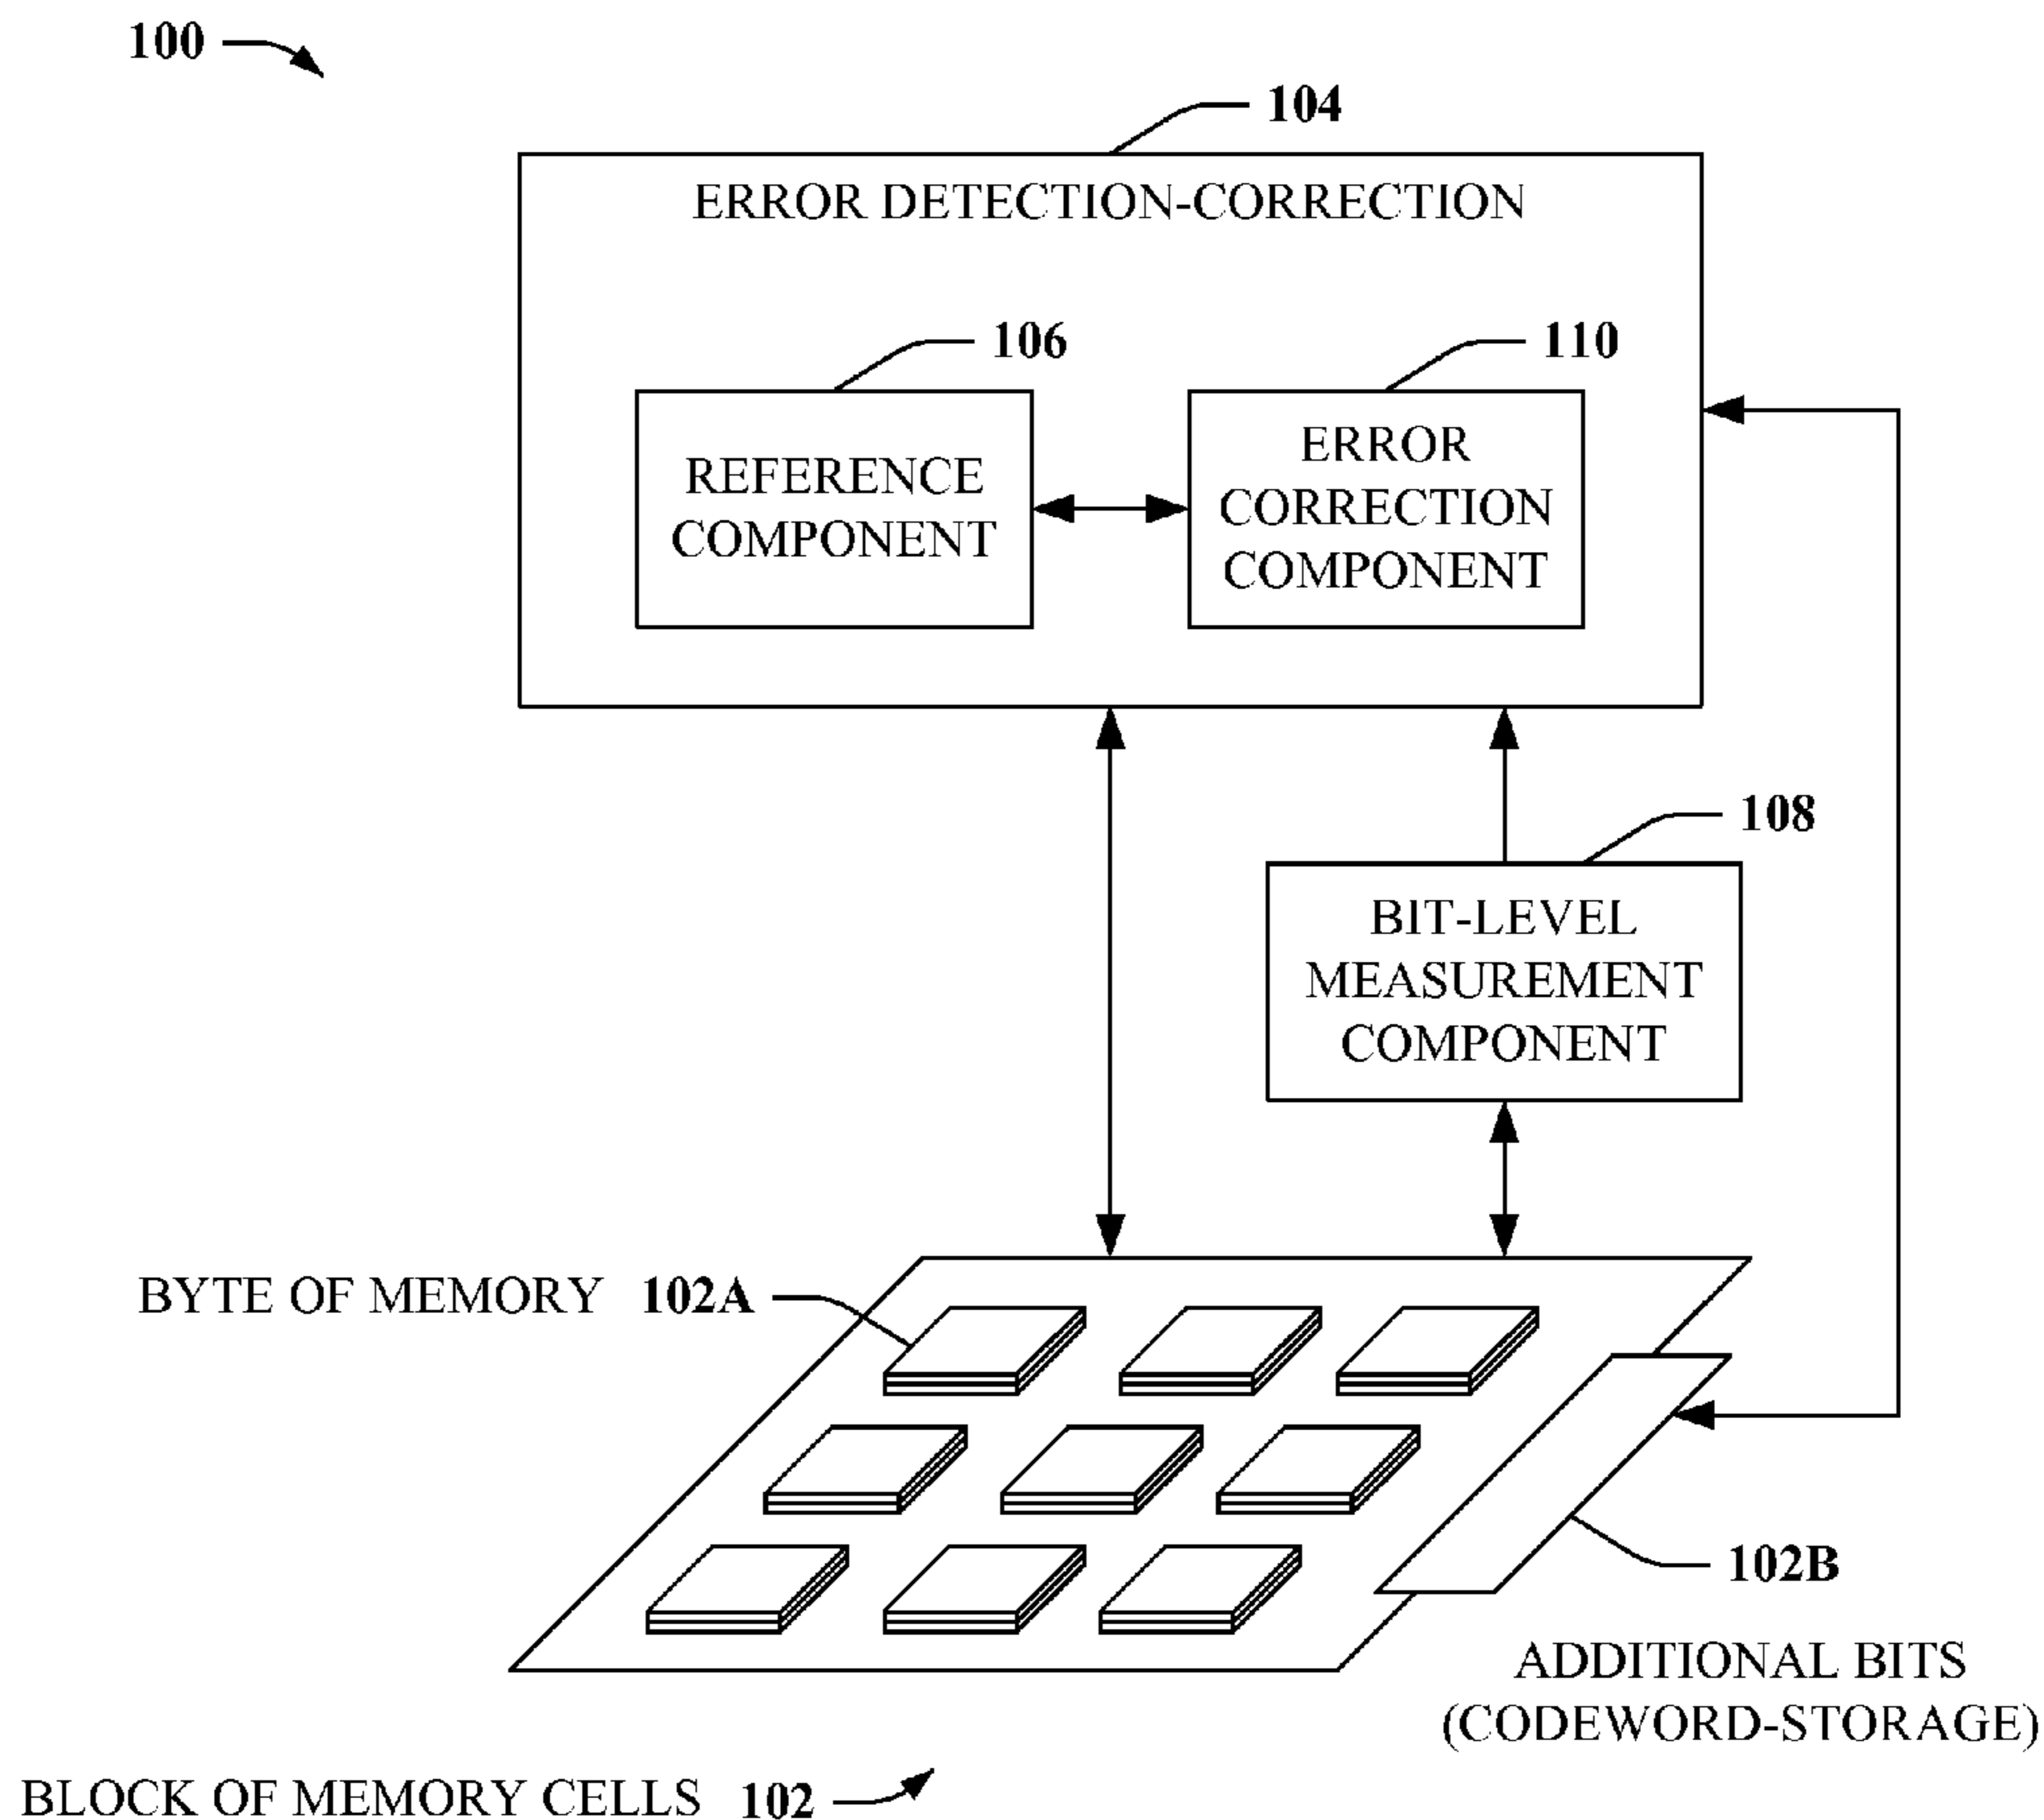 100
104
ERROR DETECTION-CORRECTION
106
110
REFERENCE
COMPONENT
ERROR
CORRECTION
COMPONENT
108
BIT-LEVEL
MEASUREMENT
COMPONENT
BYTE OF MEMORY 102A
102B
ADDITIONAL BITS
(CODEWORD-STORAGE)
BLOCK OF MEMORY CELLS 102